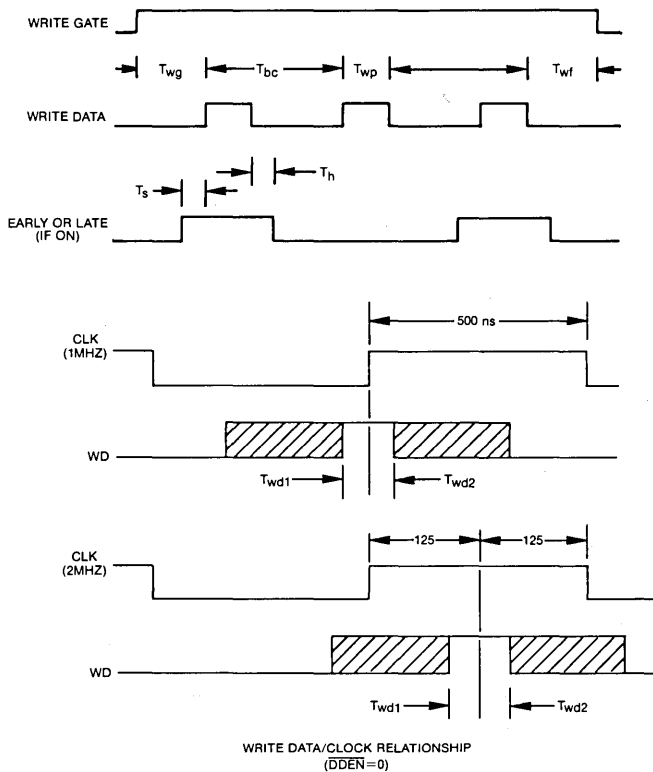 WRITE GATE
Twg
Tbc
Twp
Twf
WRITE DATA
Th
Ts
EARLY OR LATE
(IF ON)
500 ns
CLK
(1MHZ)
WD
Twd1
Twd2
125
125
CLK
(2MHZ)
WD
Twd1
Twd2
WRITE DATA/CLOCK RELATIONSHIP
(D̅D̅E̅N̅=0)